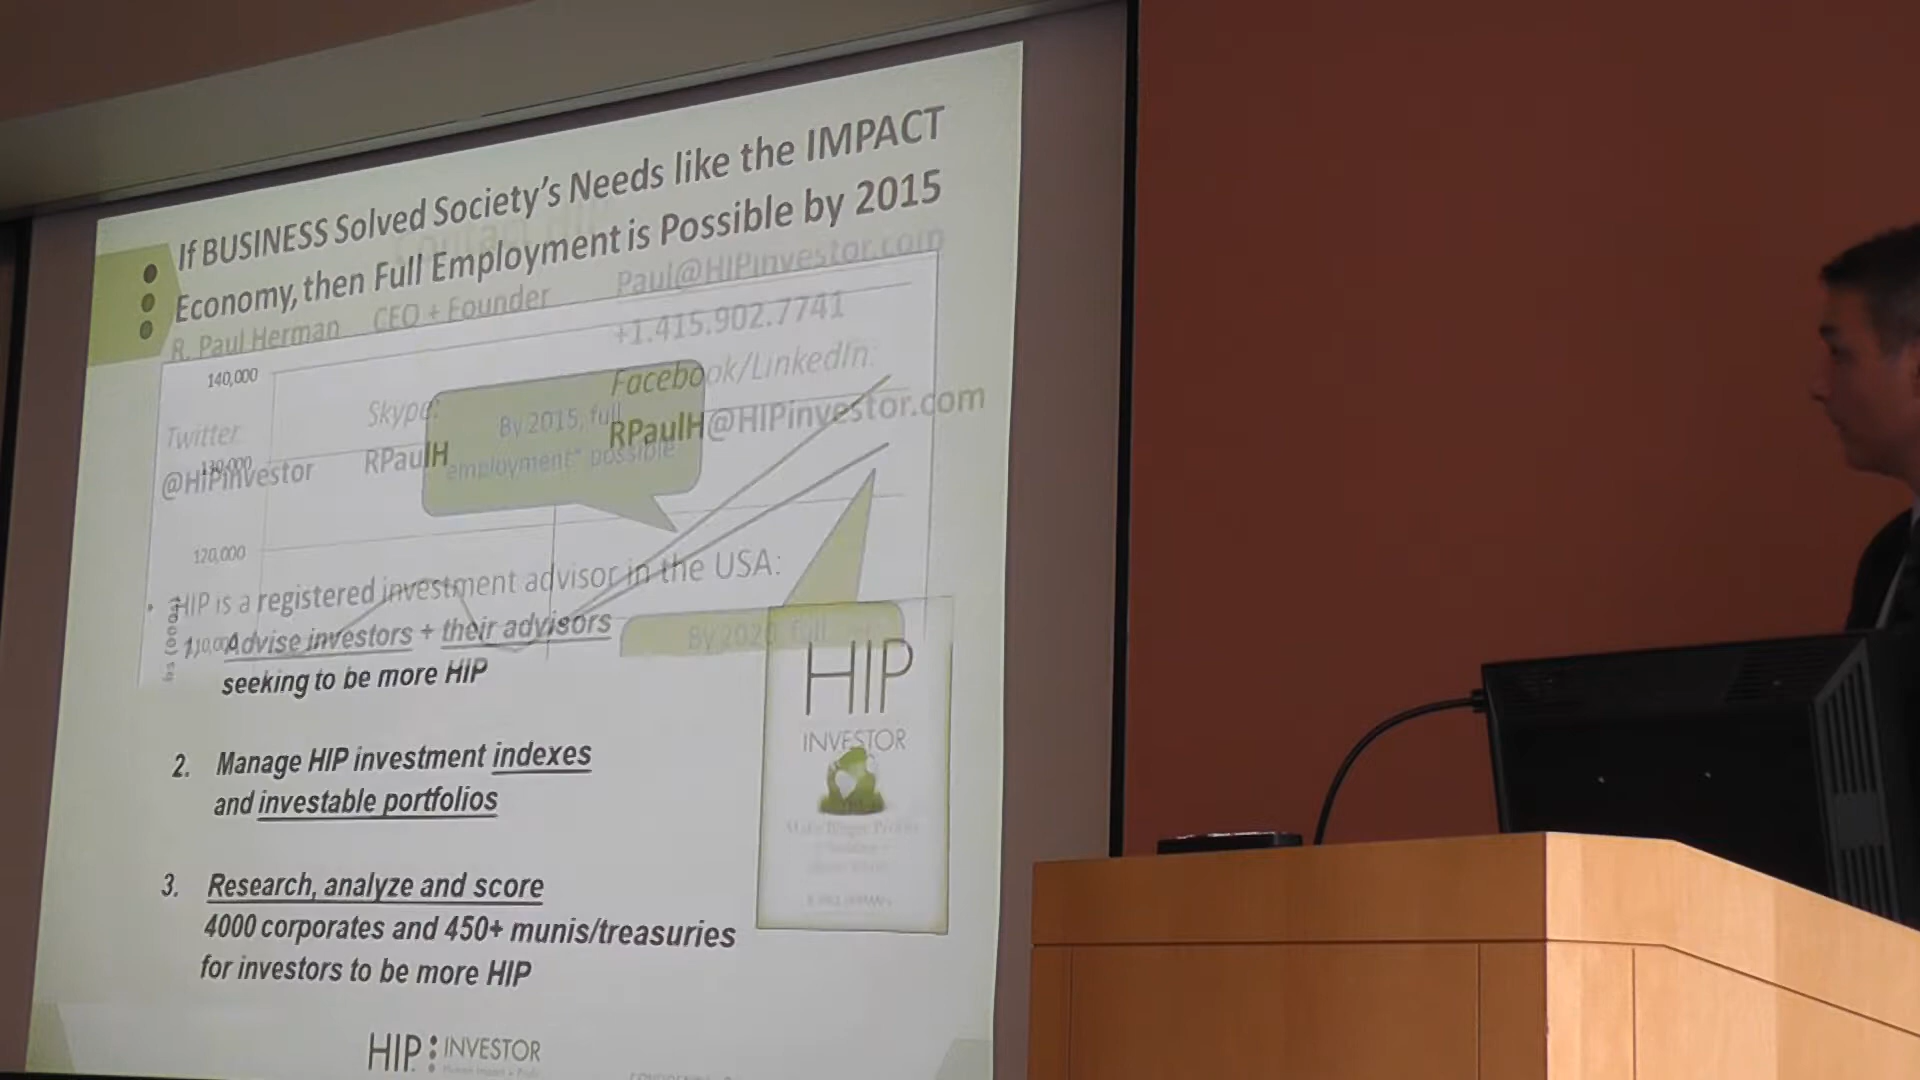 If BUSINESS Solved Society's Needs like the IMPACT
Economy, then Full Employment is Possible by 2015
Paul@HIPinvestor.com
R. Paul Herman CEO + Founder
+1.415.902.7741
Facebook/LinkedIn:
RPaulH@HIPinvestor.com
Skype:
RPaulH
Twitter
@HIPinvestor
140,000
130,000
120,000
By 2015, full
employment* possible
HIP is a registered investment advisor in the USA:
1. Advise investors + their advisors
seeking to be more HIP
By 2020, full
2. Manage HIP investment indexes
and investable portfolios
3. Research, analyze and score
4000 corporates and 450+ munis/treasuries
for investors to be more HIP
HIP
INVESTOR
HIP: INVESTOR